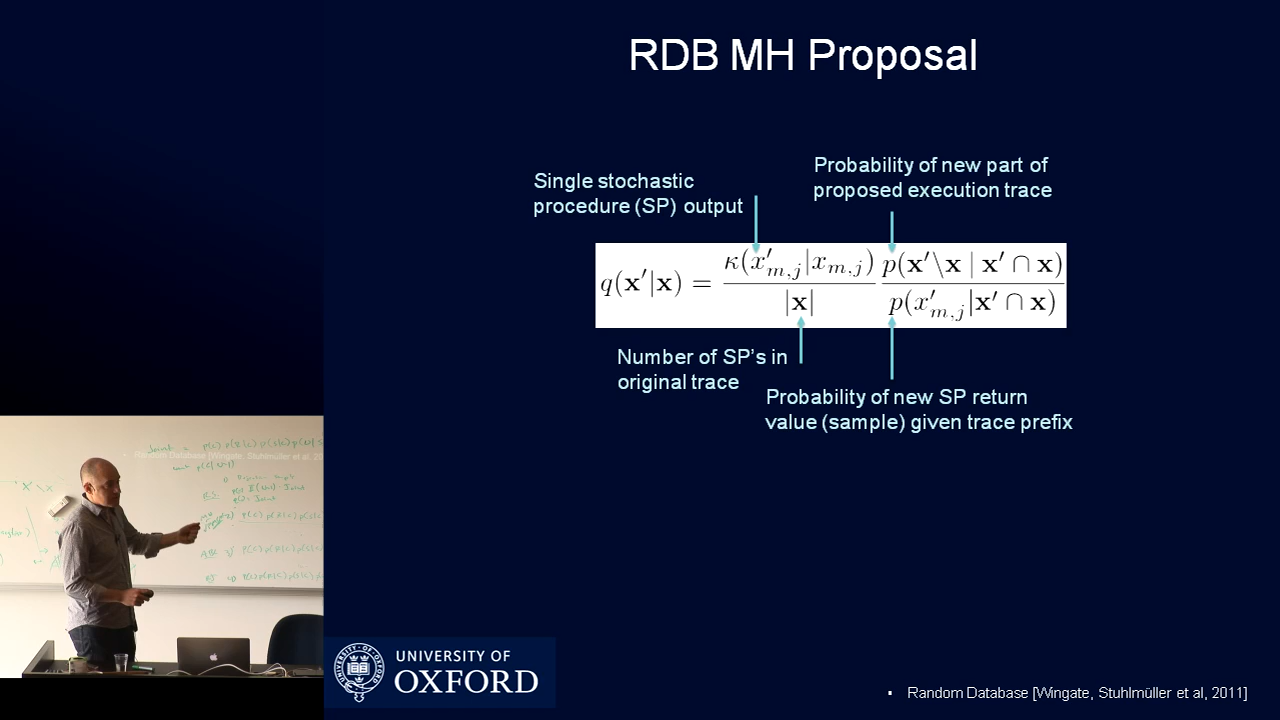 RDB MH Proposal
Single stochastic
procedure (SP) output
Probability of new part of
proposed execution trace
q(x′|x) = κ(x′m,j|xm,j) / |x| p(x′\x | x′ ∩ x) / p(x′m,j|x′ ∩ x)
Number of SP's in
original trace
Probability of new SP return
value (sample) given trace prefix
UNIVERSITY OF
OXFORD
▪ Random Database [Wingate, Stuhlmüller et al, 2011]